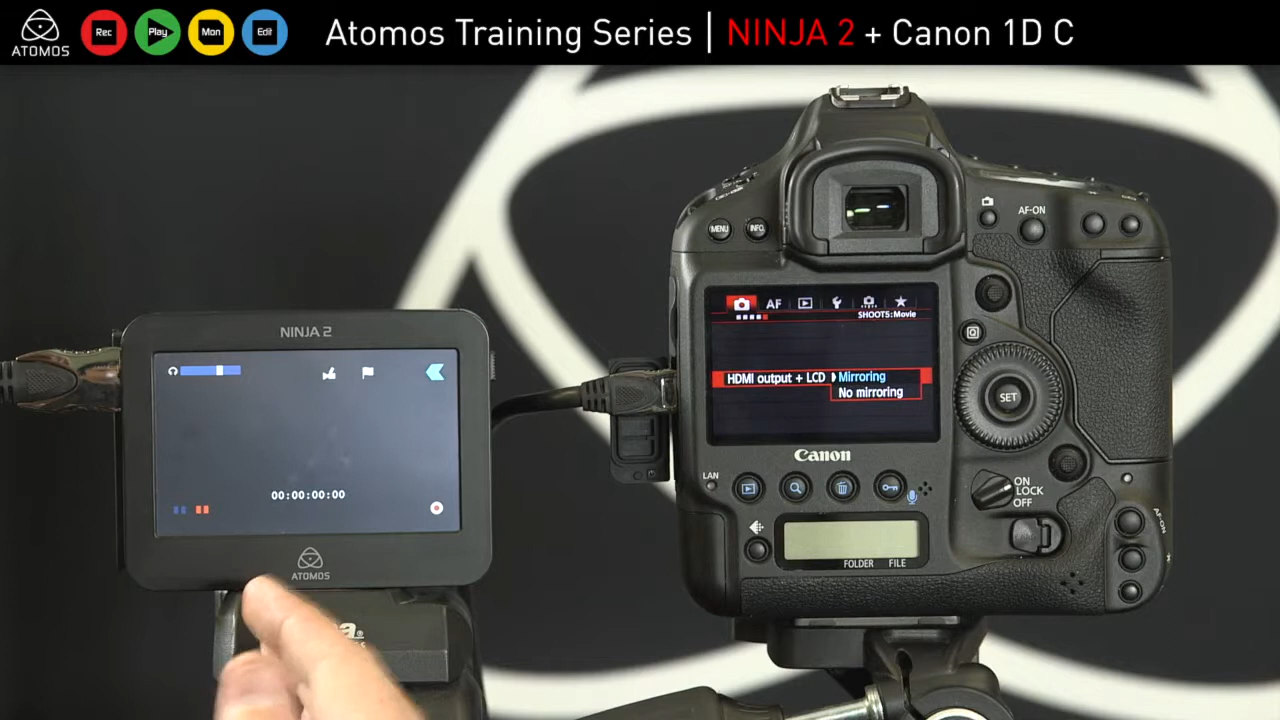 ATOMOS
Rec
Play
Mon
Edit
Atomos Training Series | NINJA 2 + Canon 1D C
NINJA 2
00:00:00:00
ATOMOS
MENU
INFO.
AF-ON
AF
SHOOT5:Movie
HDMI output + LCD
Mirroring
No mirroring
Q
SET
Canon
LAN
ON
LOCK
OFF
FOLDER
FILE
AF-ON